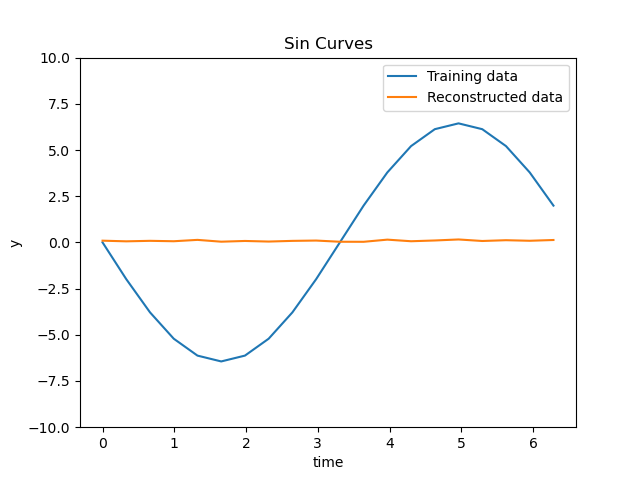 Sin Curves
Training data
Reconstructed data
10.0
7.5
5.0
2.5
0.0
−2.5
−5.0
−7.5
−10.0
y
0 1 2 3 4 5 6
time